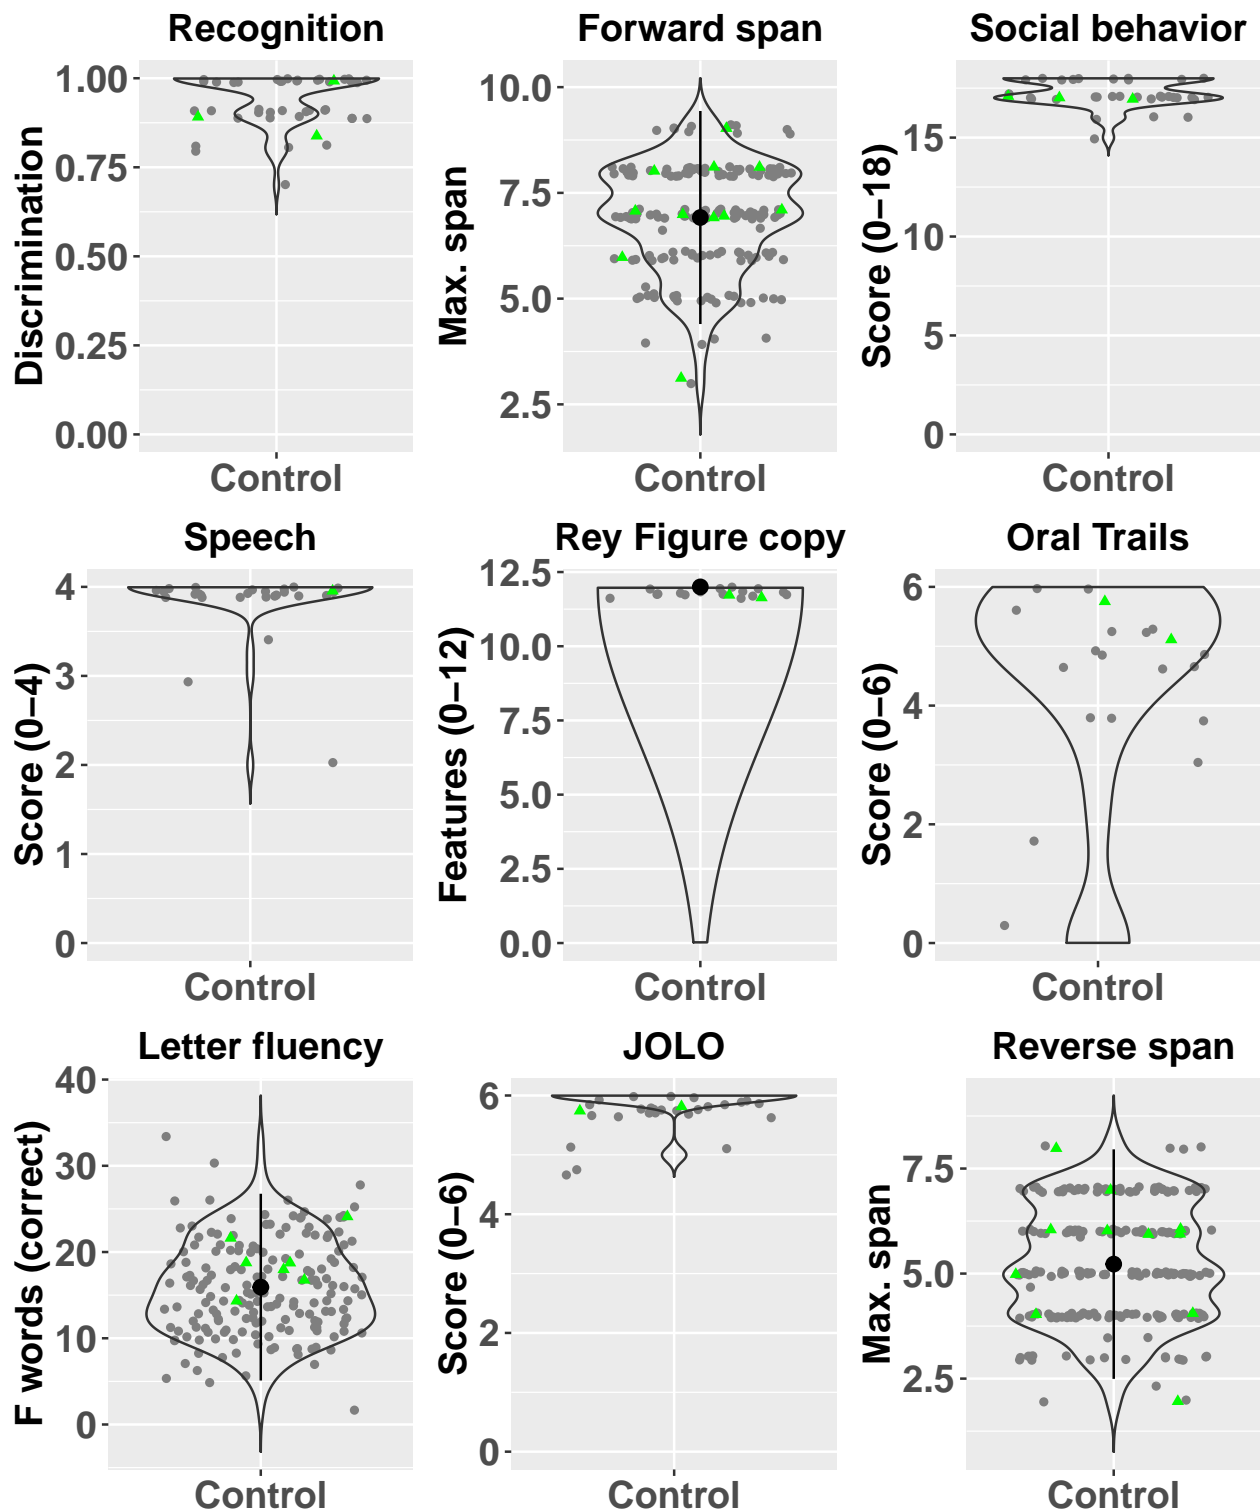 Recognition
Discrimination
1.00
0.75
0.50
0.25
0.00
Control
Forward span
Max. span
10.0
7.5
5.0
2.5
Control
Social behavior
Score (0–18)
15
10
5
0
Control
Speech
Score (0–4)
4
3
2
1
0
Control
Rey Figure copy
Features (0–12)
12.5
10.0
7.5
5.0
2.5
0.0
Control
Oral Trails
Score (0–6)
6
4
2
0
Control
Letter fluency
F words (correct)
40
30
20
10
0
Control
JOLO
Score (0–6)
6
4
2
0
Control
Reverse span
Max. span
7.5
5.0
2.5
Control